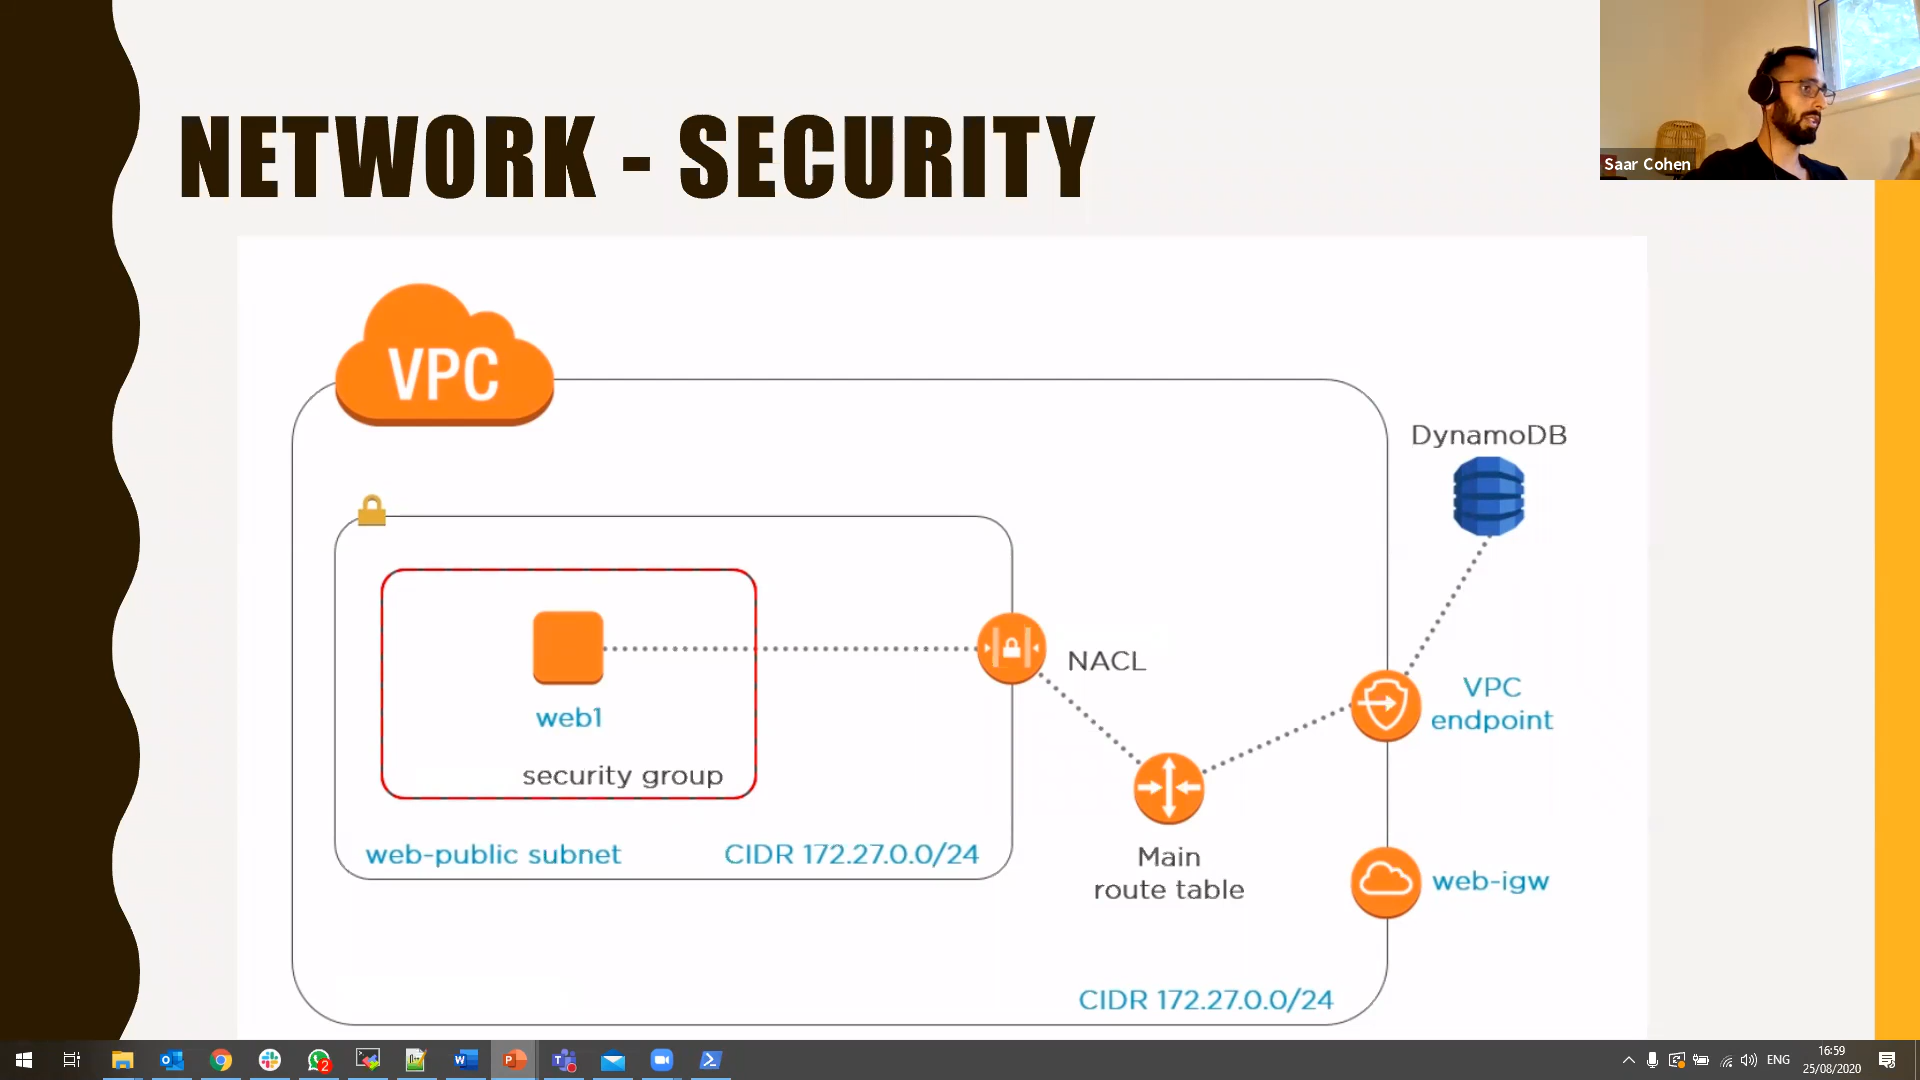 NETWORK - SECURITY
Saar Cohen
VPC
DynamoDB
NACL
VPC
endpoint
web1
security group
web-public subnet
CIDR 172.27.0.0/24
Main
route table
web-igw
CIDR 172.27.0.0/24
2
ENG
16:59
25/08/2020